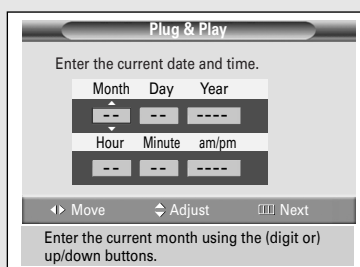 Plug & Play
Enter the current date and time.
Month Day Year
-- -- ----
Hour Minute am/pm
-- -- ----
Move Adjust Next
Enter the current month using the (digit or)
up/down buttons.